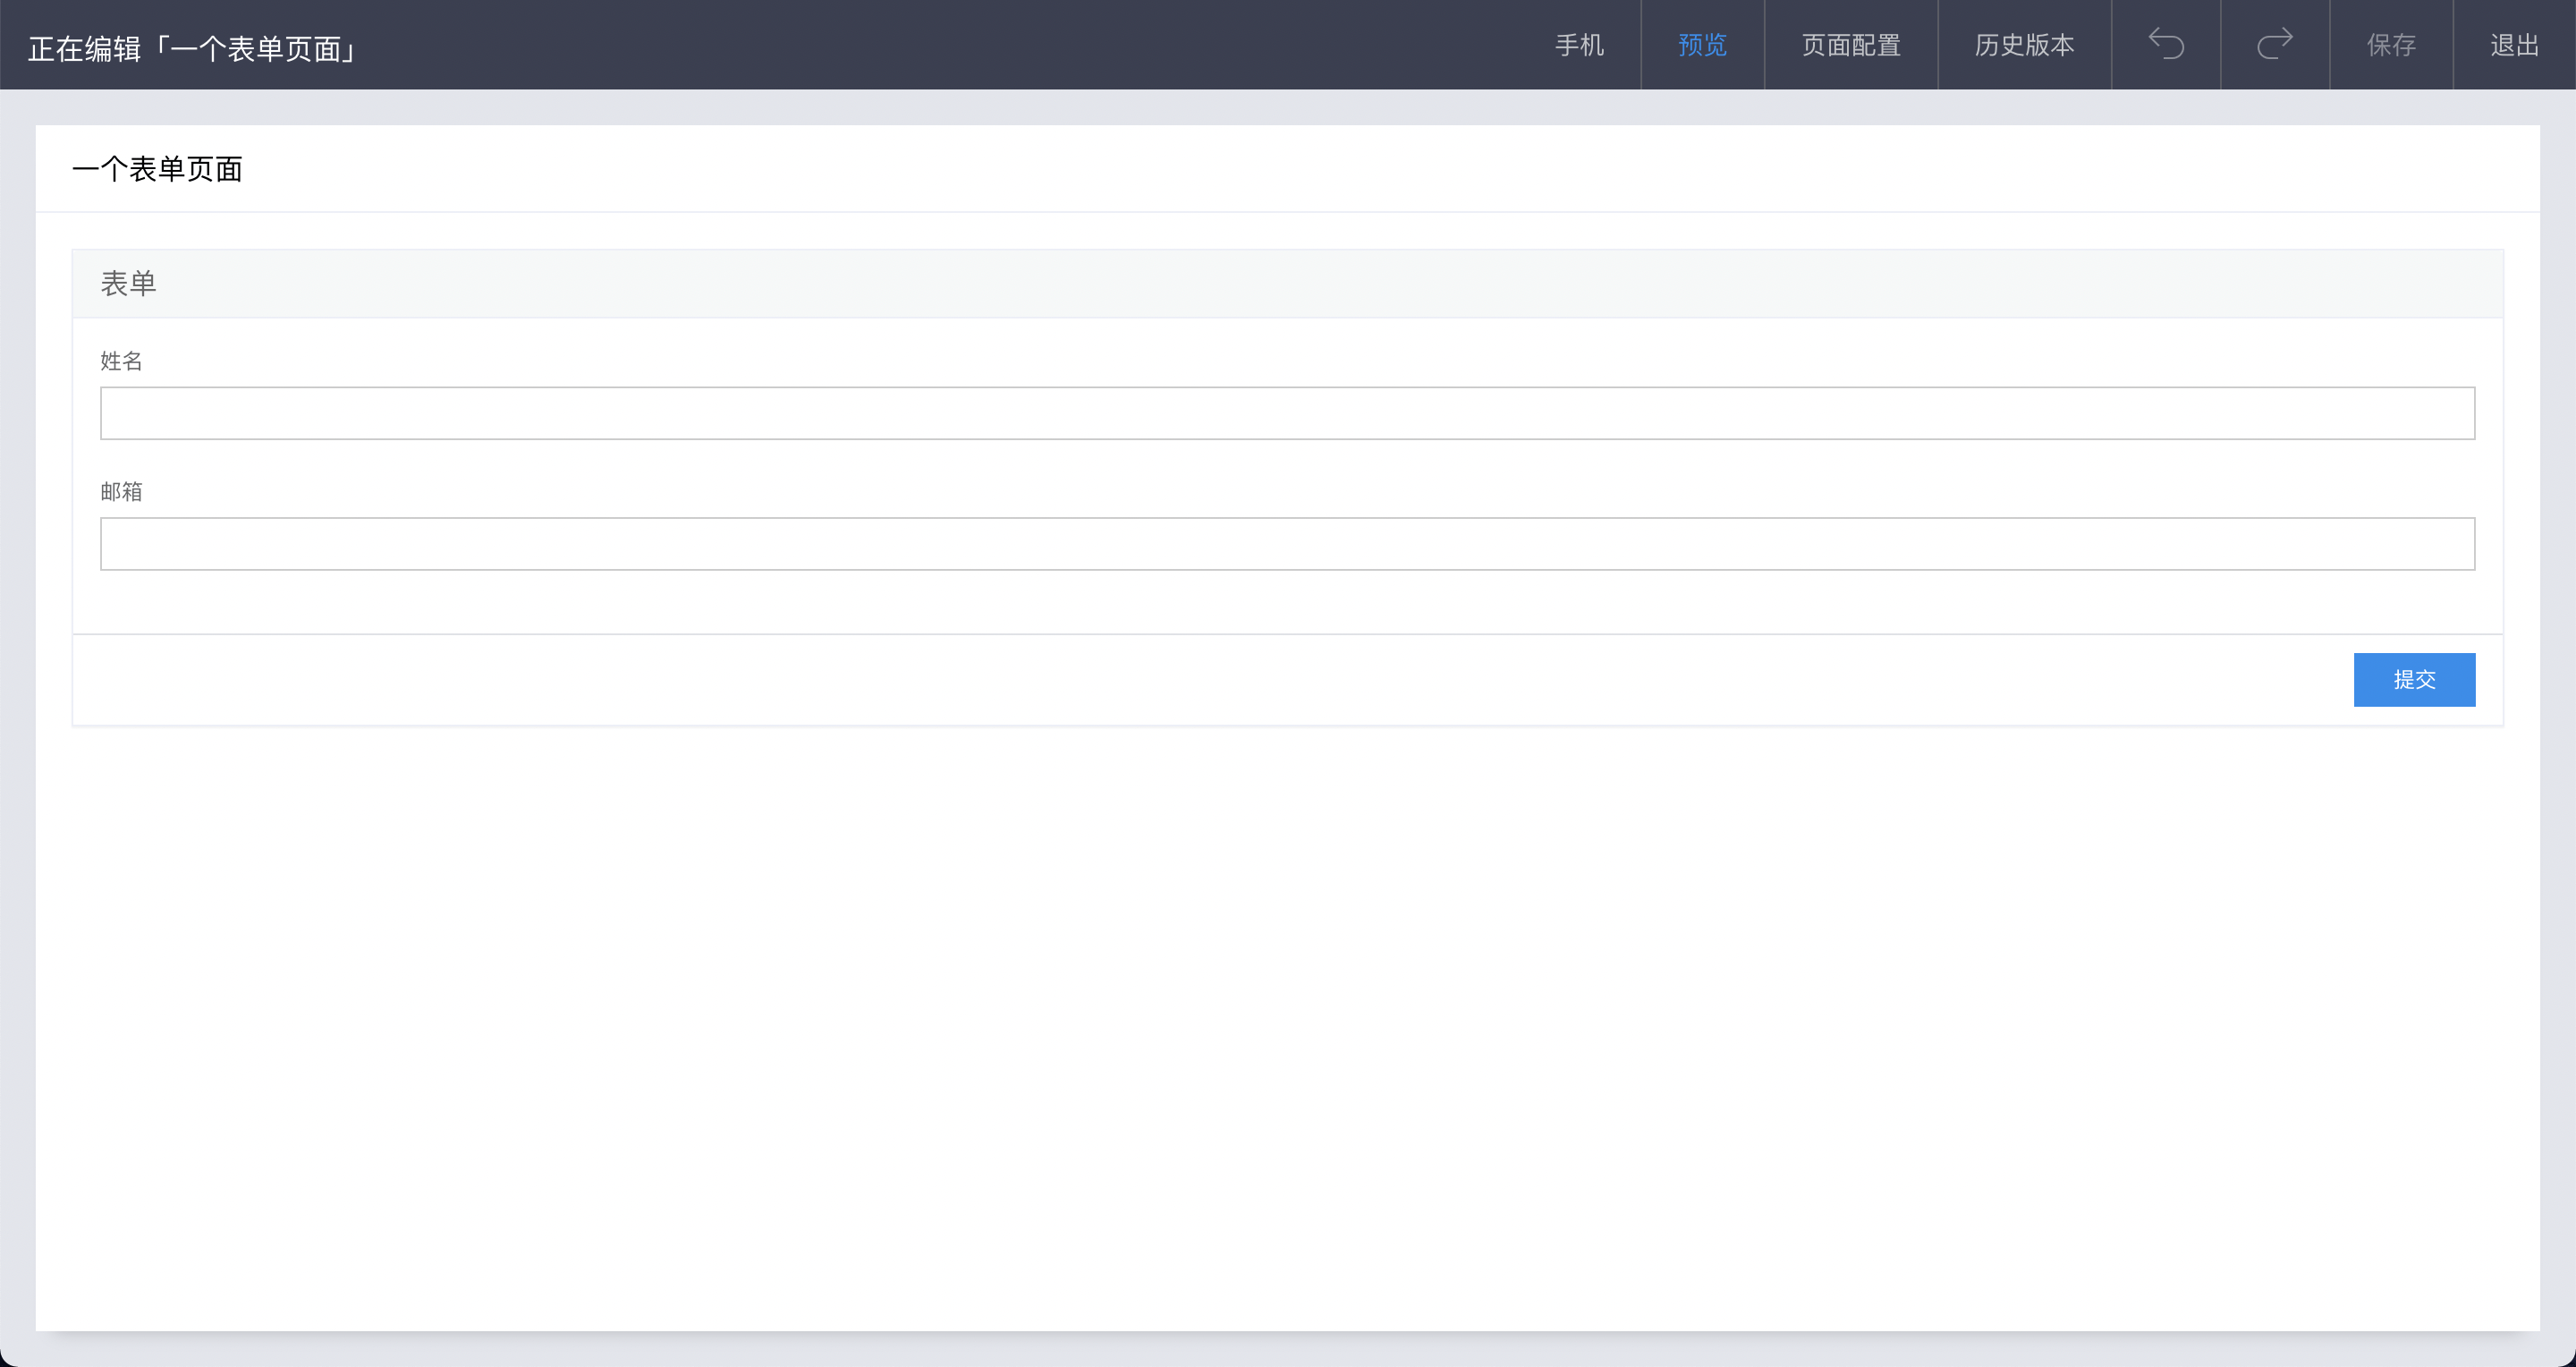 正在编辑「一个表单页面」 手机 预览 页面配置 历史版本 保存 退出
一个表单页面
表单
姓名
邮箱
提交